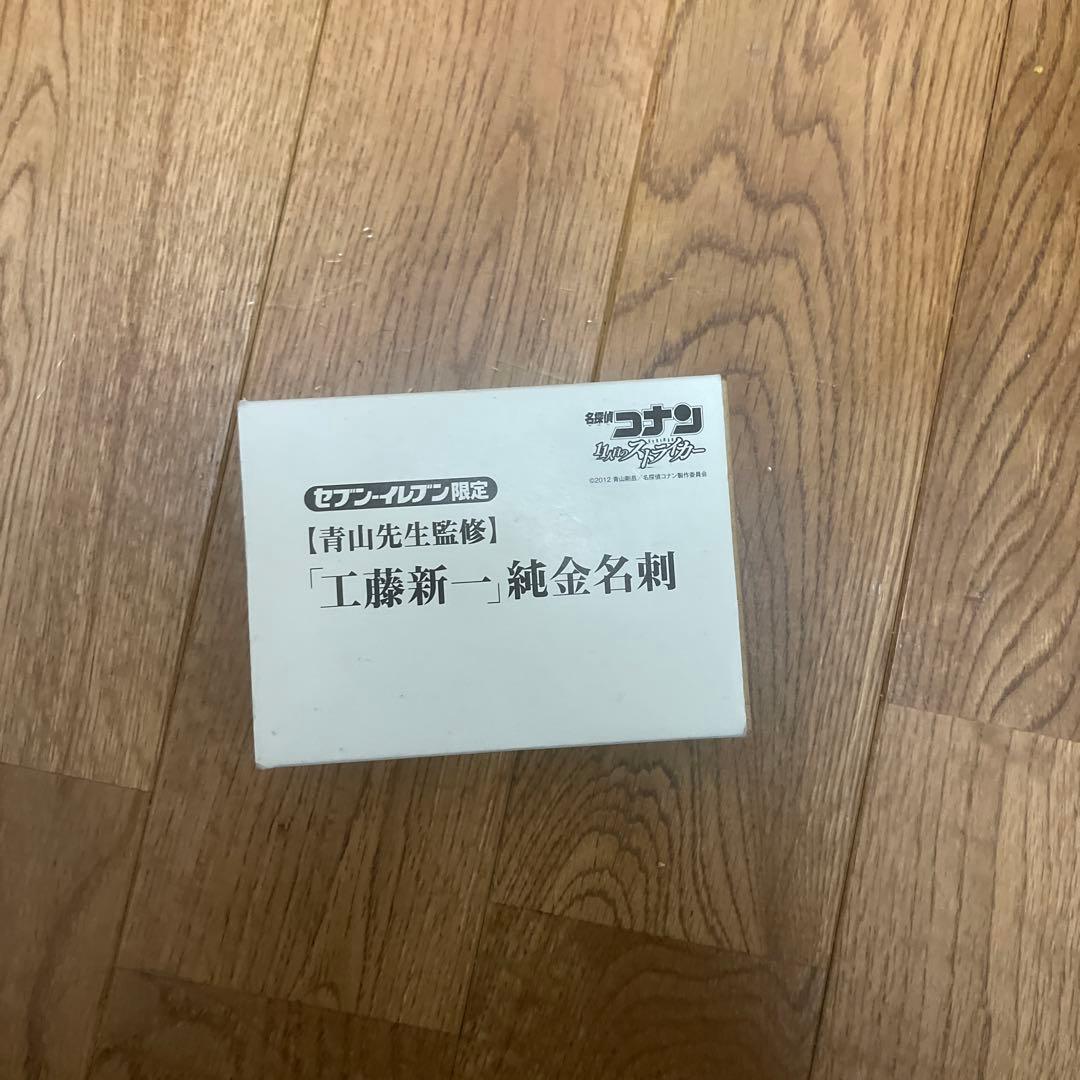 名探偵コナン
11人目のストライカー
©2012 青山剛昌／名探偵コナン製作委員会
セブン-イレブン限定
【青山先生監修】
「工藤新一」純金名刺